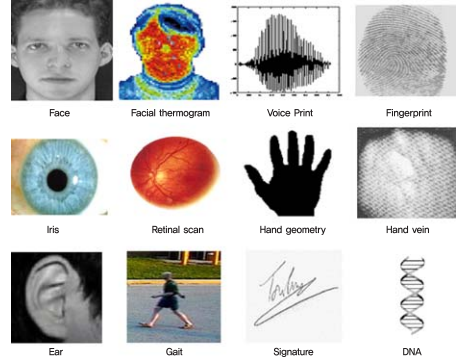 Face
Facial thermogram
Voice Print
Fingerprint
Iris
Retinal scan
Hand geometry
Hand vein
Ear
Gait
Signature
DNA